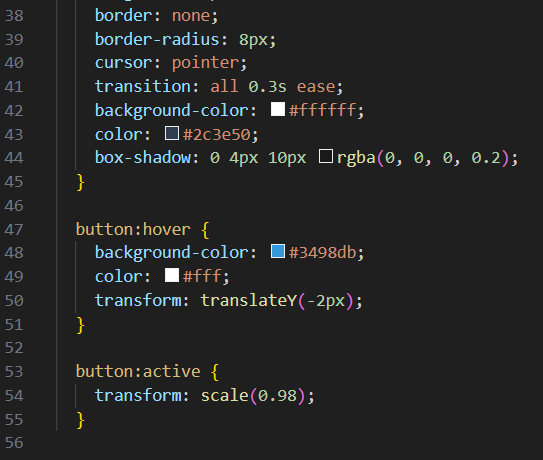 38 border: none;
39 border-radius: 8px;
40 cursor: pointer;
41 transition: all 0.3s ease;
42 background-color: #ffffff;
43 color: #2c3e50;
44 box-shadow: 0 4px 10px rgba(0, 0, 0, 0.2);
45 }
46
47 button:hover {
48 background-color: #3498db;
49 color: #fff;
50 transform: translateY(-2px);
51 }
52
53 button:active {
54 transform: scale(0.98);
55 }
56